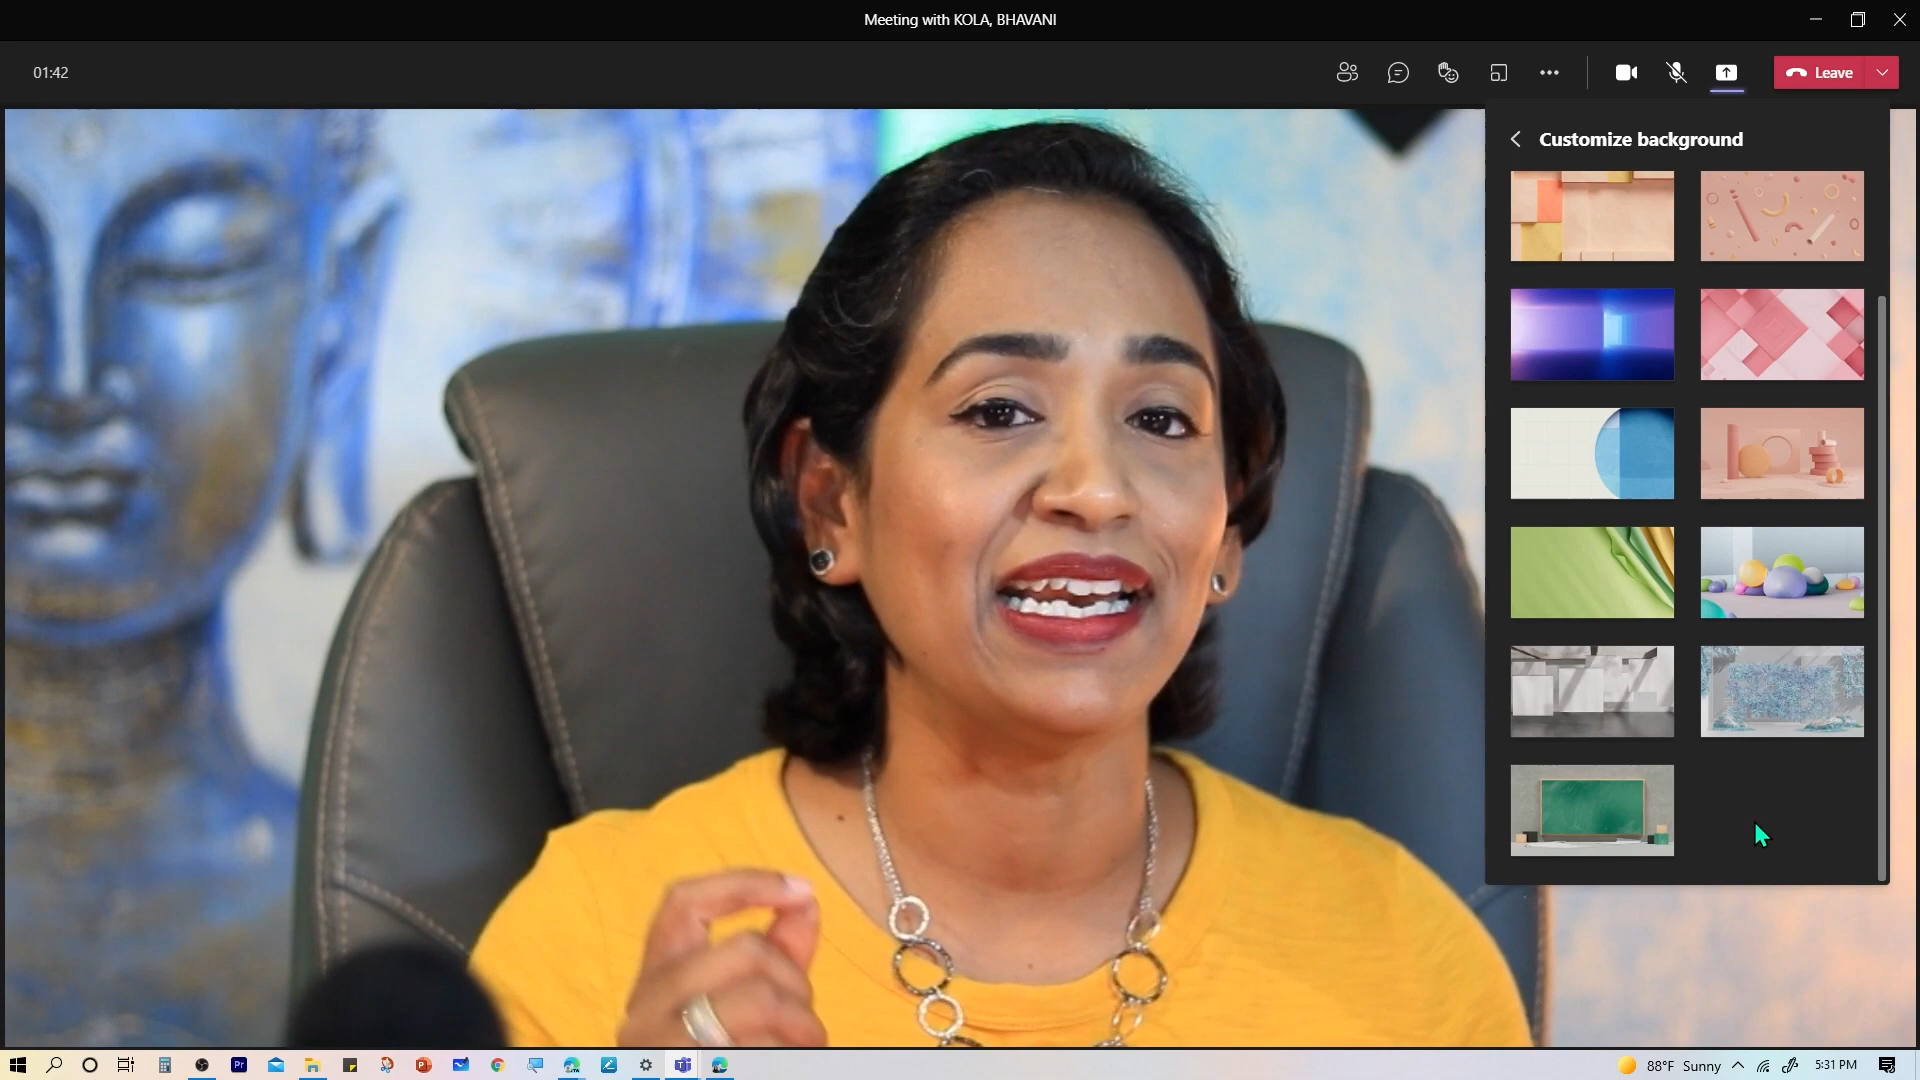 Meeting with KOLA, BHAVANI
01:42
Leave
Customize background
88°F Sunny
5:31 PM